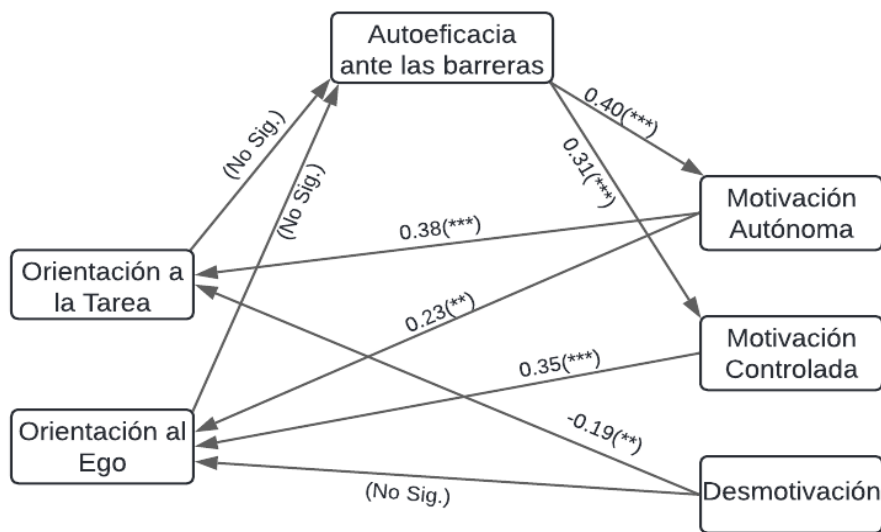 Autoeficacia
ante las barreras
0.40(***)
(No Sig.)
0.31(***)
(No Sig.)
Motivación
Autónoma
0.38(***)
Orientación a
la Tarea
0.23(**)
Motivación
Controlada
0.35(***)
-0.19(**)
Orientación al
Ego
(No Sig.)
Desmotivación